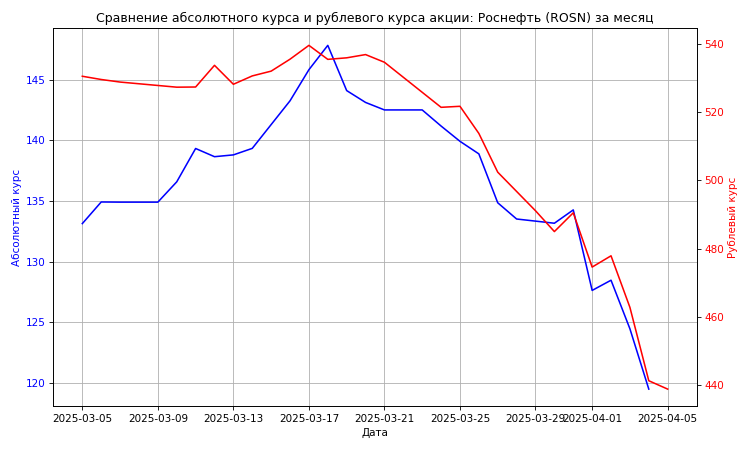 Сравнение абсолютного курса и рублевого курса акции: Роснефть (ROSN) за месяц
Абсолютный курс
145
140
135
130
125
120
540
520
500
480
460
440
Рублевый курс
2025-03-05 2025-03-09 2025-03-13 2025-03-17 2025-03-21 2025-03-25 2025-03-29 2025-04-01 2025-04-05
Дата